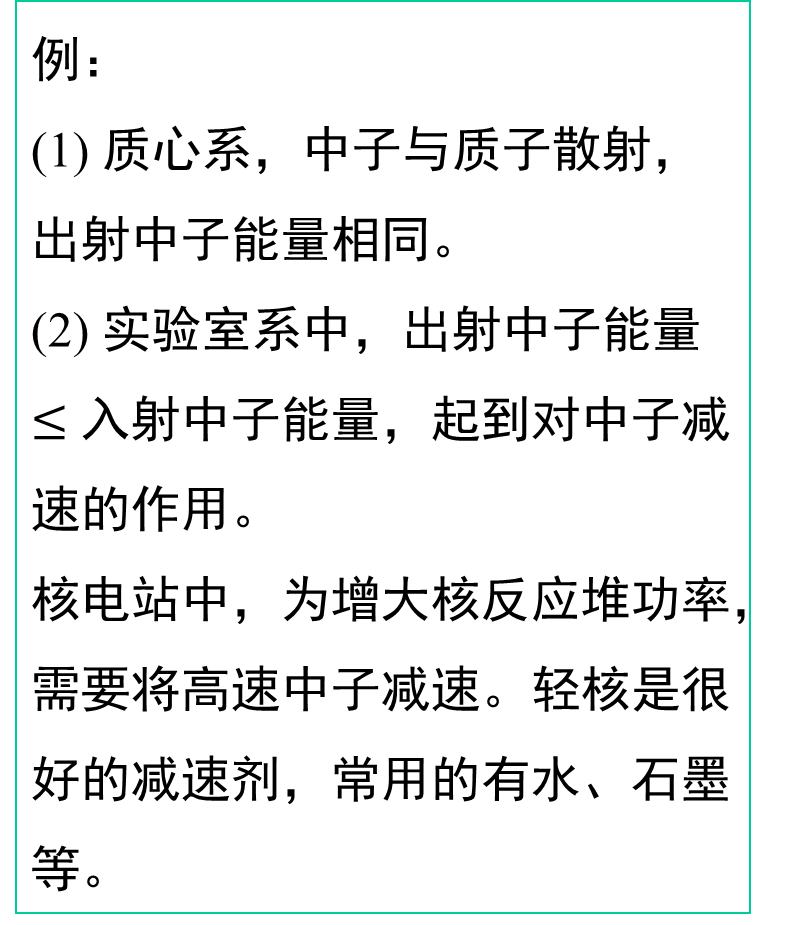 例：
(1) 质心系，中子与质子散射，
出射中子能量相同。
(2) 实验室系中，出射中子能量
≤ 入射中子能量，起到对中子减
速的作用。
核电站中，为增大核反应堆功率，
需要将高速中子减速。轻核是很
好的减速剂，常用的有水、石墨
等。